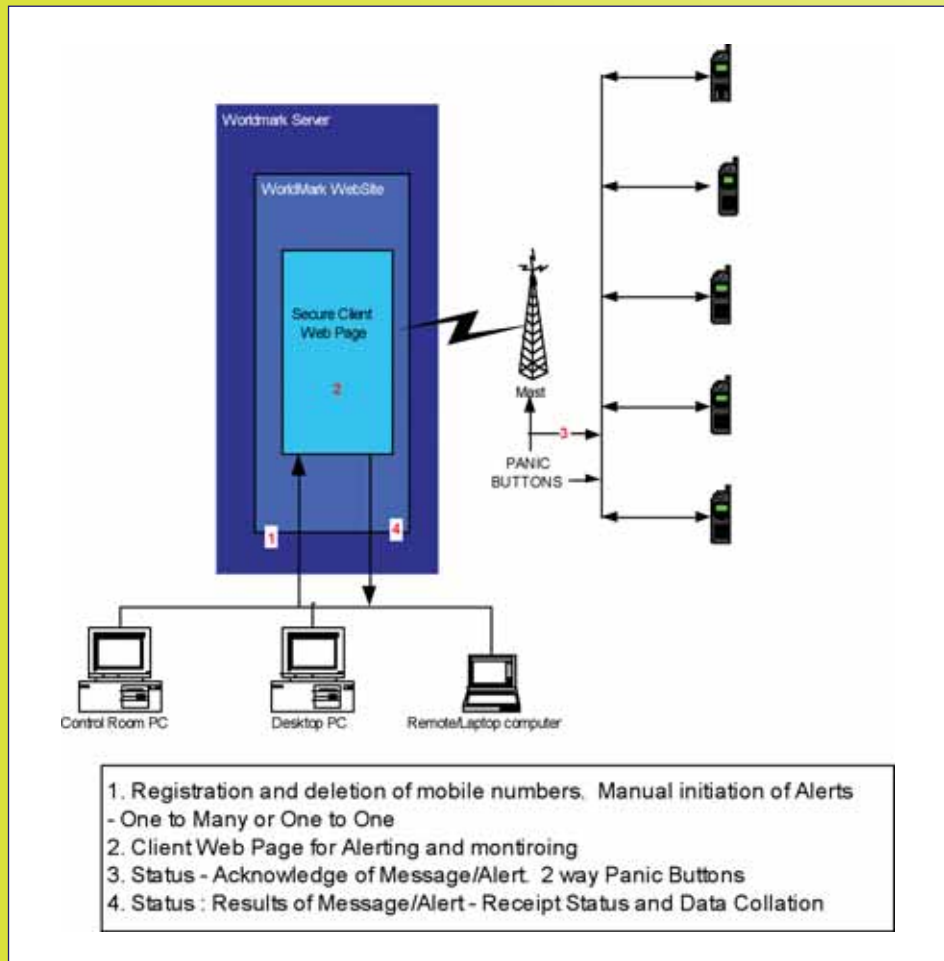 Worldmark Server
WorldMark WebSite
Secure Client
Web Page
2
Mast
3
PANIC
BUTTONS
1
4
Control Room PC
Desktop PC
Remote/Laptop computer
1. Registration and deletion of mobile numbers. Manual initiation of Alerts
- One to Many or One to One
2. Client Web Page for Alerting and montiroing
3. Status - Acknowledge of Message/Alert. 2 way Panic Buttons
4. Status : Results of Message/Alert - Receipt Status and Data Collation